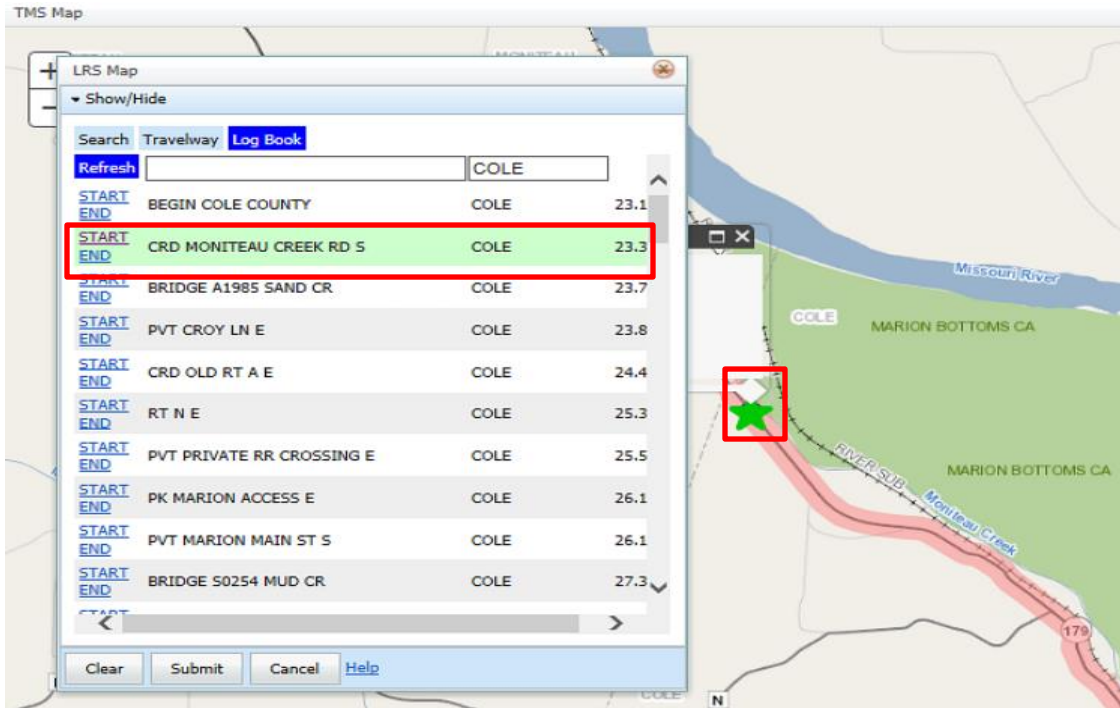 TMS Map
LRS Map
Show/Hide
Search Travelway Log Book
Refresh COLE
START END BEGIN COLE COUNTY COLE 23.1
START END CRD MONITEAU CREEK RD S COLE 23.3
START END BRIDGE A1985 SAND CR COLE 23.7
START END PVT CROY LN E COLE 23.8
START END CRD OLD RT A E COLE 24.4
START END RT N E COLE 25.3
START END PVT PRIVATE RR CROSSING E COLE 25.5
START END PK MARION ACCESS E COLE 26.1
START END PVT MARION MAIN ST S COLE 26.1
START END BRIDGE S0254 MUD CR COLE 27.3
START
Clear Submit Cancel Help
MONITEAU
Missouri River
COLE
MARION BOTTOMS CA
RIVER SUB
MARION BOTTOMS CA
Moniteau Creek
179
COLE
N